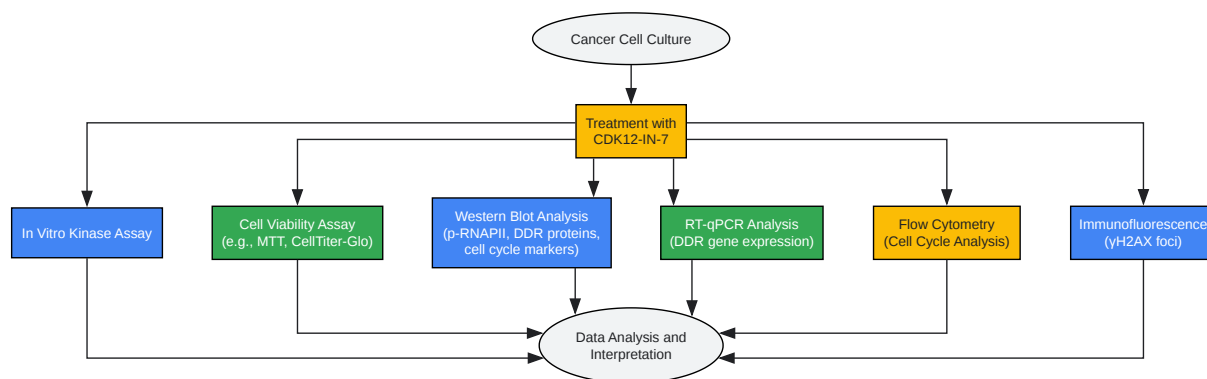 Cancer Cell Culture
Treatment with
CDK12-IN-7
In Vitro Kinase Assay
Cell Viability Assay
(e.g., MTT, CellTiter-Glo)
Western Blot Analysis
(p-RNAPII, DDR proteins,
cell cycle markers)
RT-qPCR Analysis
(DDR gene expression)
Flow Cytometry
(Cell Cycle Analysis)
Immunofluorescence
(γH2AX foci)
Data Analysis and
Interpretation